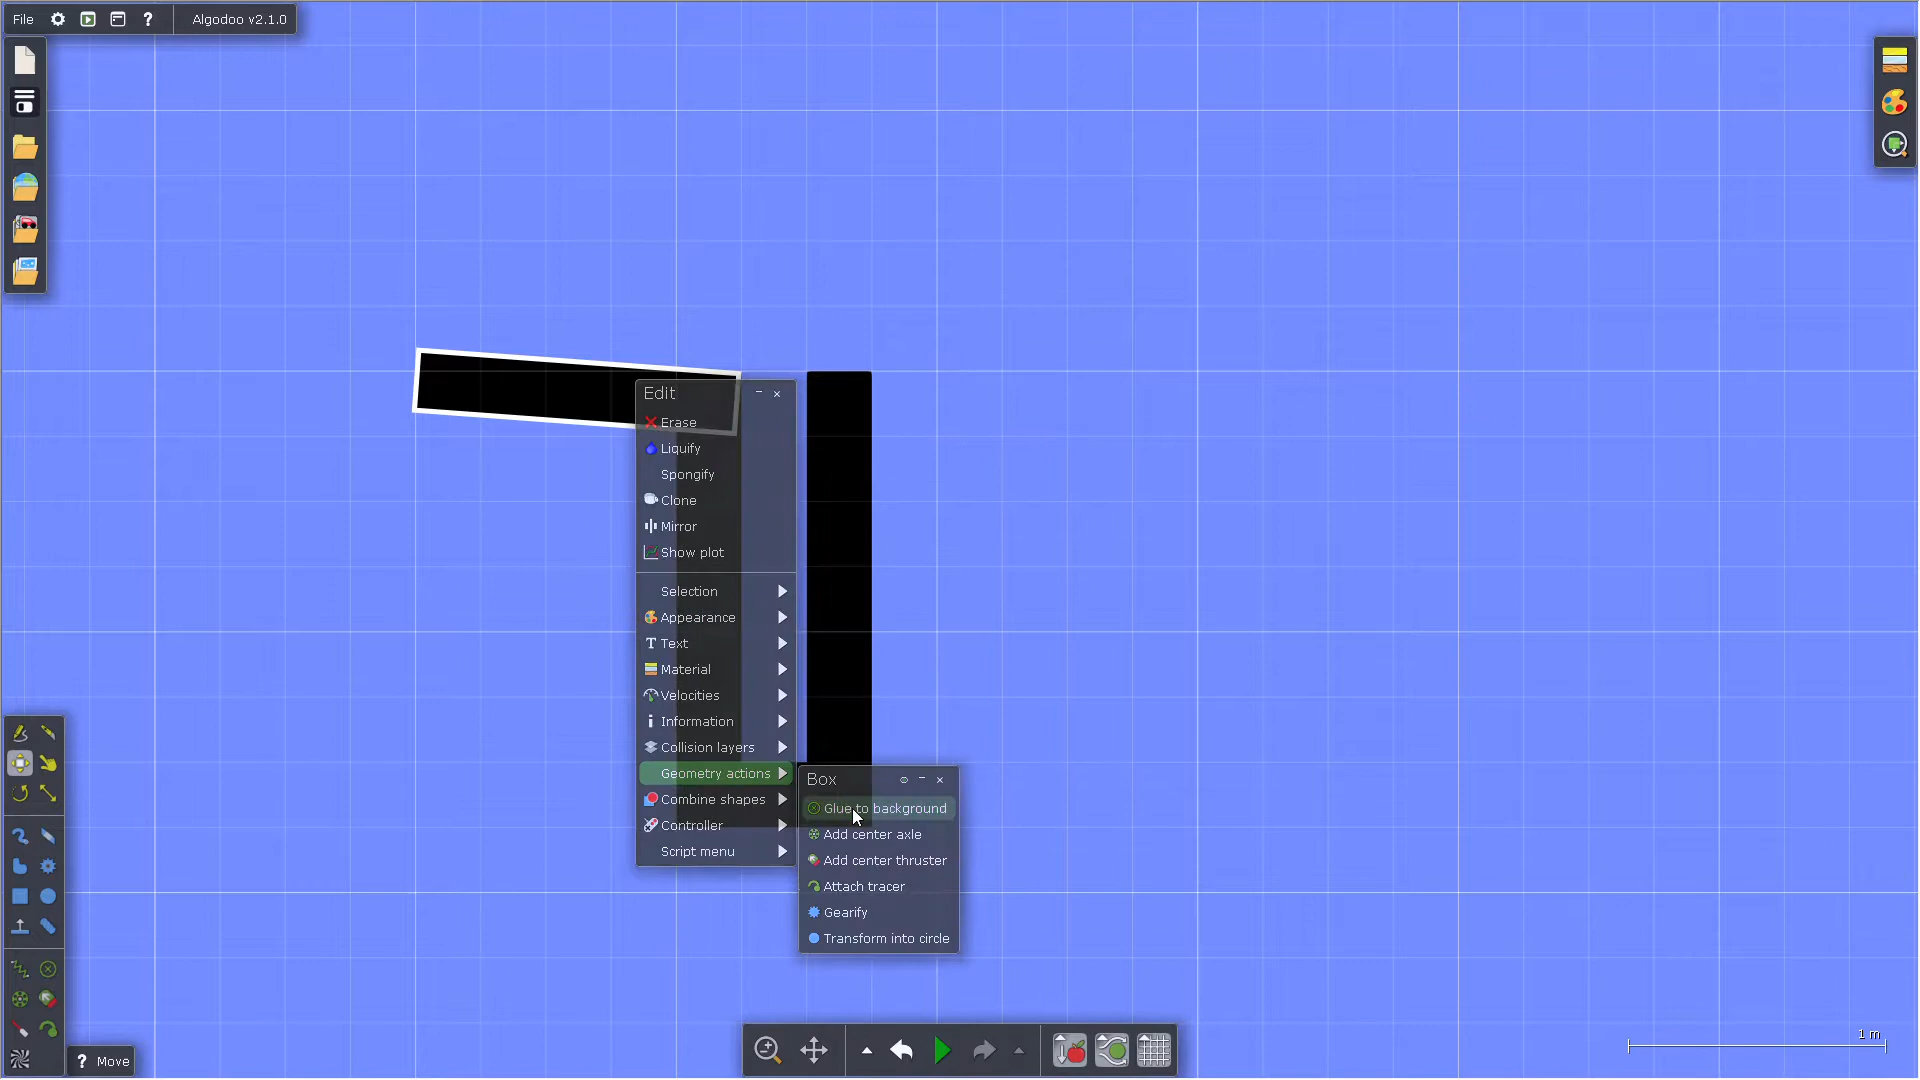 File
?
Algodoo v2.1.0
Edit
Erase
Liquify
Spongify
Clone
Mirror
Show plot
Selection
Appearance
T Text
Material
Velocities
i Information
Collision layers
Geometry actions
Combine shapes
Controller
Script menu
Box
Glue to background
Add center axle
Add center thruster
Attach tracer
Gearify
Transform into circle
? Move
1 m